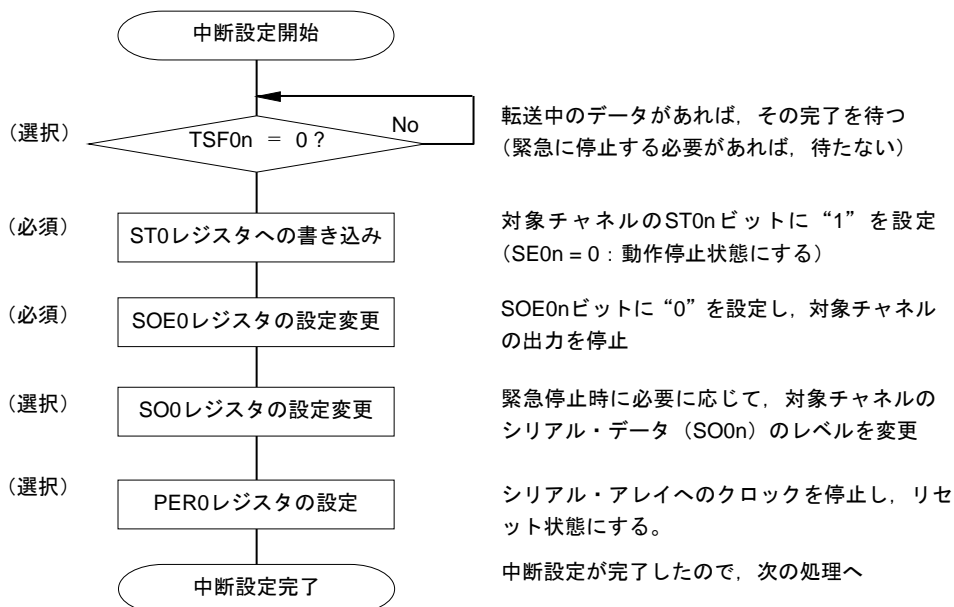 中断設定開始
（選択）
TSF0n ＝ 0？
No
転送中のデータがあれば，その完了を待つ
（緊急に停止する必要があれば，待たない）
（必須）
ST0レジスタへの書き込み
対象チャネルのST0nビットに“1”を設定
（SE0n = 0：動作停止状態にする）
（必須）
SOE0レジスタの設定変更
SOE0nビットに“0”を設定し，対象チャネル
の出力を停止
（選択）
SO0レジスタの設定変更
緊急停止時に必要に応じて，対象チャネルの
シリアル・データ（SO0n）のレベルを変更
（選択）
PER0レジスタの設定
シリアル・アレイへのクロックを停止し，リセ
ット状態にする。
中断設定完了
中断設定が完了したので，次の処理へ